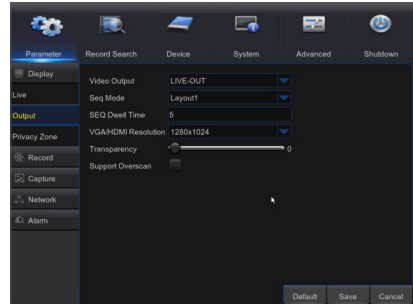 Parameter Record Search Device System Advanced Shutdown
Display
Live
Output
Privacy Zone
Record
Capture
Network
Alarm
Video Output LIVE-OUT
Seq Mode Layout1
SEQ Dwell Time 5
VGA/HDMI Resolution 1280x1024
Transparency 0
Support Overscan
Default Save Cancel